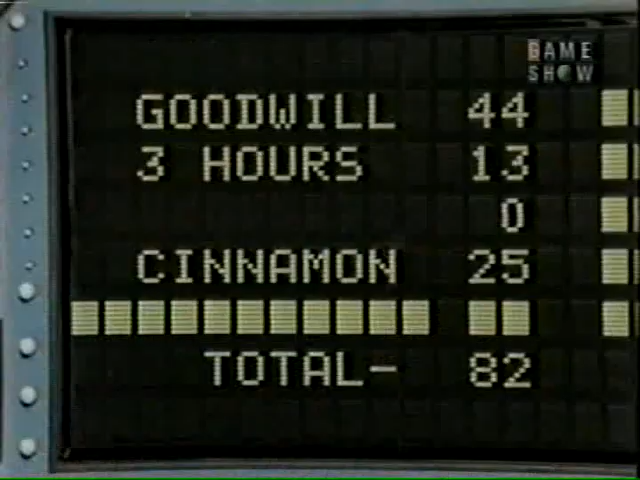 GAME
SHOW
GOODWILL 44
3 HOURS 13
0
CINNAMON 25
TOTAL- 82